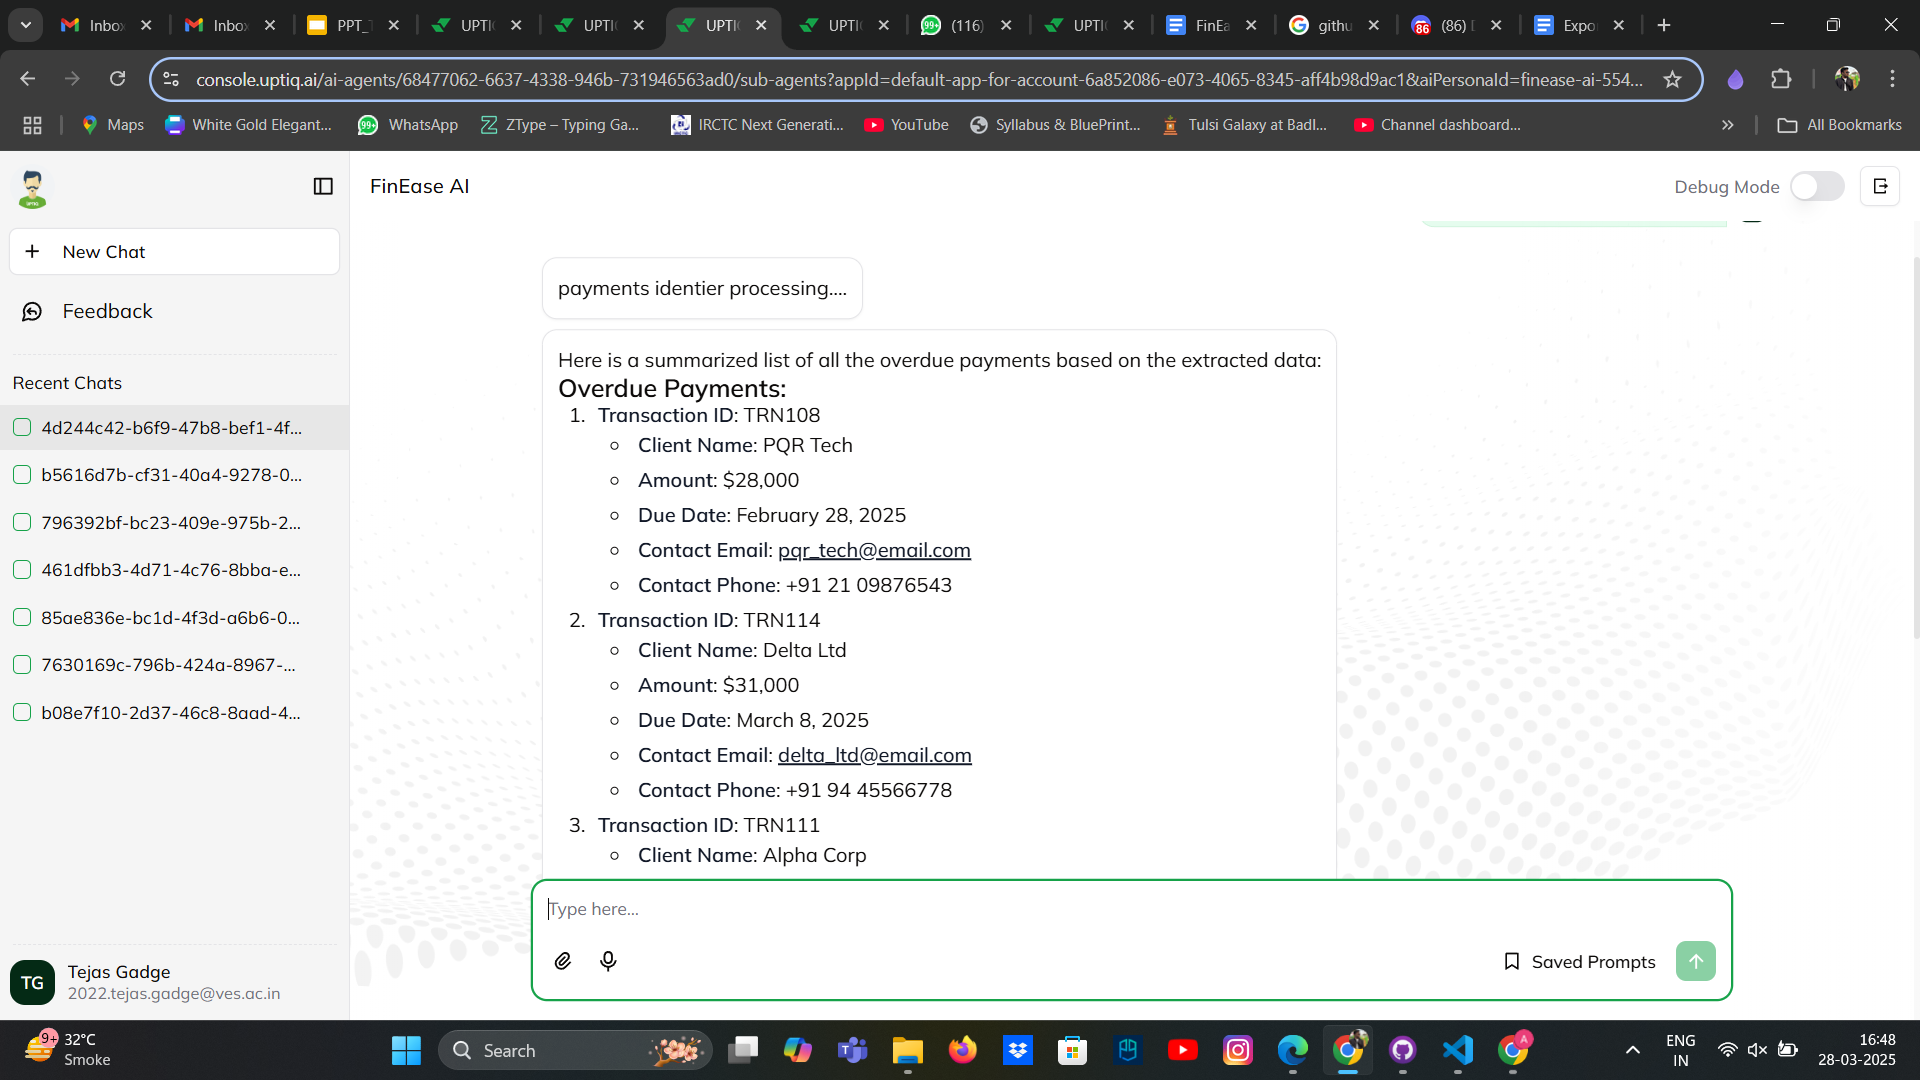 Inbo
Inbo
PPT_
UPTI
UPTI
UPTI
UPTI
(116)
UPTI
FinEa
githu
(86)
Expo
console.uptiq.ai/ai-agents/68477062-6637-4338-946b-731946563ad0/sub-agents?appId=default-app-for-account-6a852086-e073-4065-8345-aff4b98d9ac1&aiPersonaId=finease-ai-554...
Maps
White Gold Elegant...
WhatsApp
ZType – Typing Ga...
IRCTC Next Generati...
YouTube
Syllabus & BluePrint...
Tulsi Galaxy at Badl...
Channel dashboard...
All Bookmarks
FinEase AI
Debug Mode
New Chat
Feedback
Recent Chats
4d244c42-b6f9-47b8-bef1-4f...
b5616d7b-cf31-40a4-9278-0...
796392bf-bc23-409e-975b-2...
461dfbb3-4d71-4c76-8bba-e...
85ae836e-bc1d-4f3d-a6b6-0...
7630169c-796b-424a-8967-...
b08e7f10-2d37-46c8-8aad-4...
TG
Tejas Gadge
2022.tejas.gadge@ves.ac.in
payments identier processing....
Here is a summarized list of all the overdue payments based on the extracted data:
Overdue Payments:
1. Transaction ID: TRN108
Client Name: PQR Tech
Amount: $28,000
Due Date: February 28, 2025
Contact Email: pqr_tech@email.com
Contact Phone: +91 21 09876543
2. Transaction ID: TRN114
Client Name: Delta Ltd
Amount: $31,000
Due Date: March 8, 2025
Contact Email: delta_ltd@email.com
Contact Phone: +91 94 45566778
3. Transaction ID: TRN111
Client Name: Alpha Corp
Type here...
Saved Prompts
9+
32°C
Smoke
Search
ENG
IN
16:48
28-03-2025